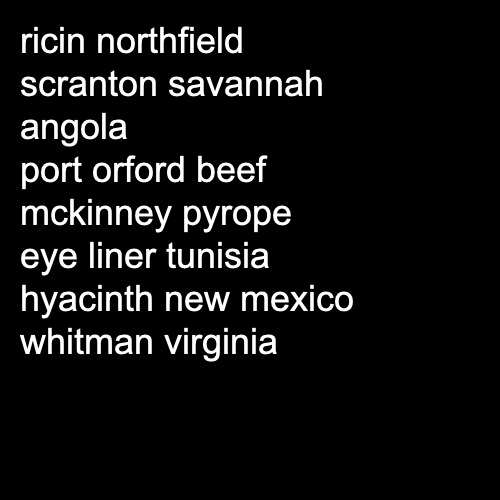 ricin northfield
scranton savannah
angola
port orford beef
mckinney pyrope
eye liner tunisia
hyacinth new mexico
whitman virginia